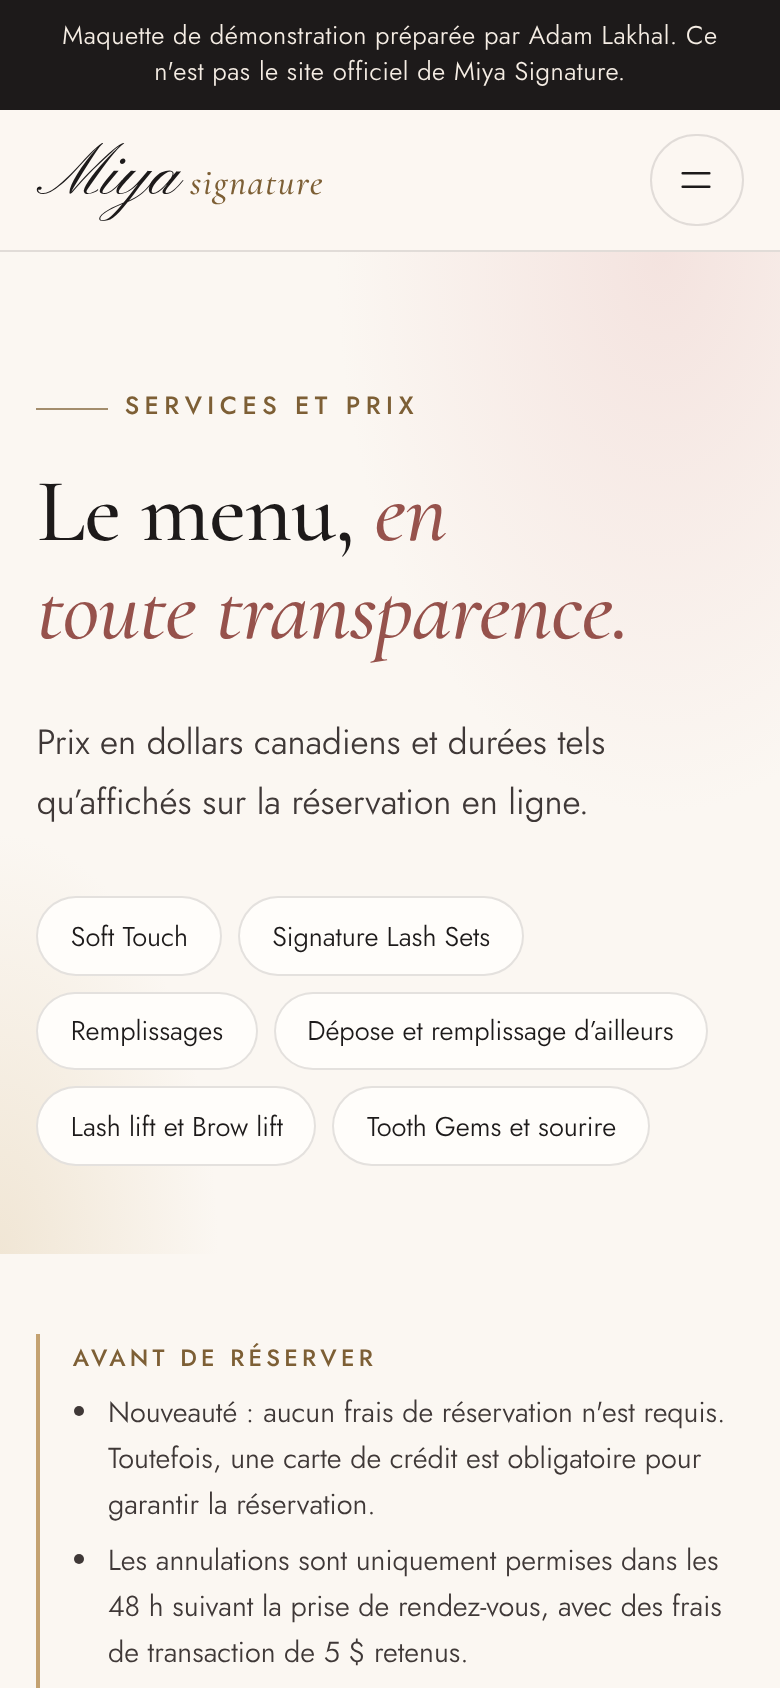 Maquette de démonstration préparée par Adam Lakhal. Ce
n'est pas le site officiel de Miya Signature.
Miya signature
SERVICES ET PRIX
Le menu, en
toute transparence.
Prix en dollars canadiens et durées tels
qu’affichés sur la réservation en ligne.
Soft Touch
Signature Lash Sets
Remplissages
Dépose et remplissage d’ailleurs
Lash lift et Brow lift
Tooth Gems et sourire
AVANT DE RÉSERVER
• Nouveauté : aucun frais de réservation n'est requis.
Toutefois, une carte de crédit est obligatoire pour
garantir la réservation.
• Les annulations sont uniquement permises dans les
48 h suivant la prise de rendez-vous, avec des frais
de transaction de 5 $ retenus.